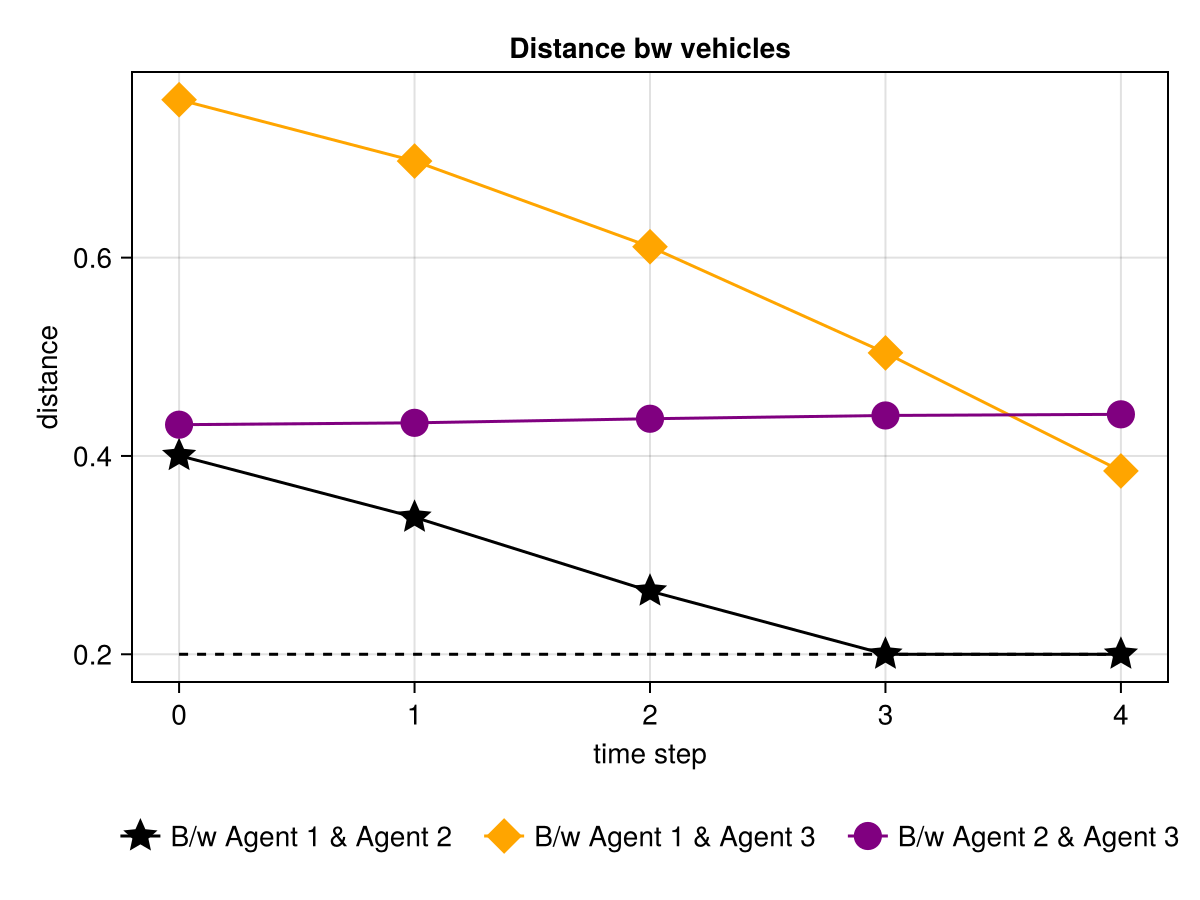 Distance bw vehicles
distance
0.6
0.4
0.2
0 1 2 3 4
time step
B/w Agent 1 & Agent 2 B/w Agent 1 & Agent 3 B/w Agent 2 & Agent 3